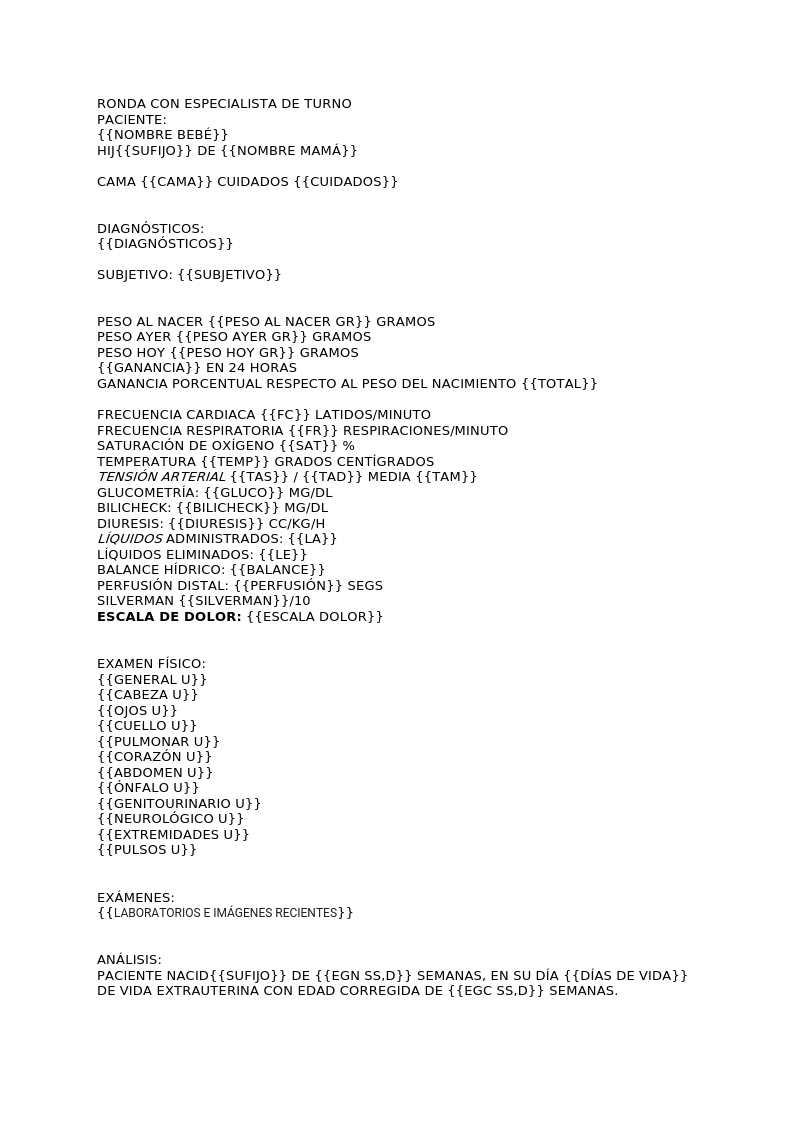 RONDA CON ESPECIALISTA DE TURNO
PACIENTE:
{{NOMBRE BEBÉ}}
HIJ{{SUFIJO}} DE {{NOMBRE MAMÁ}}
CAMA {{CAMA}} CUIDADOS {{CUIDADOS}}
DIAGNÓSTICOS:
{{DIAGNÓSTICOS}}
SUBJETIVO: {{SUBJETIVO}}
PESO AL NACER {{PESO AL NACER GR}} GRAMOS
PESO AYER {{PESO AYER GR}} GRAMOS
PESO HOY {{PESO HOY GR}} GRAMOS
{{GANANCIA}} EN 24 HORAS
GANANCIA PORCENTUAL RESPECTO AL PESO DEL NACIMIENTO {{TOTAL}}
FRECUENCIA CARDIACA {{FC}} LATIDOS/MINUTO
FRECUENCIA RESPIRATORIA {{FR}} RESPIRACIONES/MINUTO
SATURACIÓN DE OXÍGENO {{SAT}} %
TEMPERATURA {{TEMP}} GRADOS CENTÍGRADOS
TENSIÓN ARTERIAL {{TAS}} / {{TAD}} MEDIA {{TAM}}
GLUCOMETRÍA: {{GLUCO}} MG/DL
BILICHECK: {{BILICHECK}} MG/DL
DIURESIS: {{DIURESIS}} CC/KG/H
LÍQUIDOS ADMINISTRADOS: {{LA}}
LÍQUIDOS ELIMINADOS: {{LE}}
BALANCE HÍDRICO: {{BALANCE}}
PERFUSIÓN DISTAL: {{PERFUSIÓN}} SEGS
SILVERMAN {{SILVERMAN}}/10
ESCALA DE DOLOR: {{ESCALA DOLOR}}
EXAMEN FÍSICO:
{{GENERAL U}}
{{CABEZA U}}
{{OJOS U}}
{{CUELLO U}}
{{PULMONAR U}}
{{CORAZÓN U}}
{{ABDOMEN U}}
{{ÓNFALO U}}
{{GENITOURINARIO U}}
{{NEUROLÓGICO U}}
{{EXTREMIDADES U}}
{{PULSOS U}}
EXÁMENES:
{{LABORATORIOS E IMÁGENES RECIENTES}}
ANÁLISIS:
PACIENTE NACID{{SUFIJO}} DE {{EGN SS,D}} SEMANAS, EN SU DÍA {{DÍAS DE VIDA}}
DE VIDA EXTRAUTERINA CON EDAD CORREGIDA DE {{EGC SS,D}} SEMANAS.